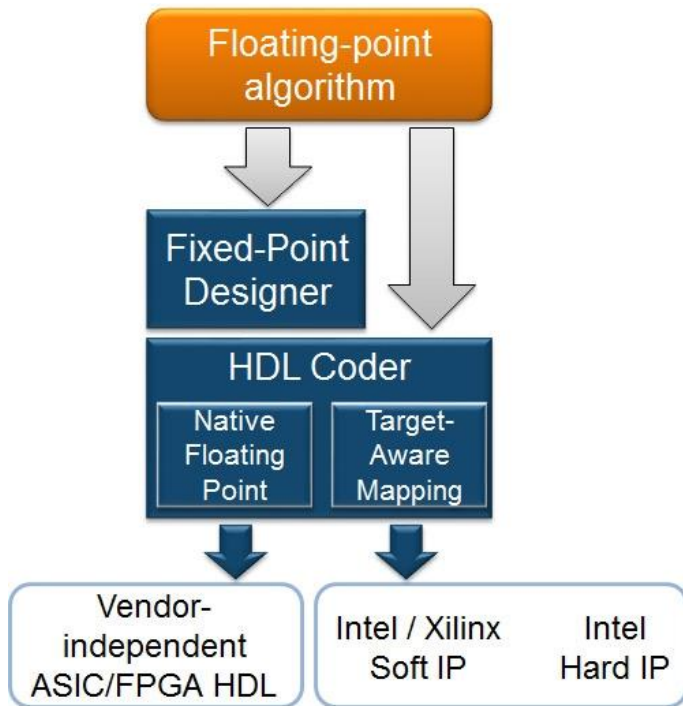 Floating-point
algorithm
Fixed-Point
Designer
HDL Coder
Native
Floating
Point
Target-
Aware
Mapping
Vendor-
independent
ASIC/FPGA HDL
Intel / Xilinx
Soft IP
Intel
Hard IP